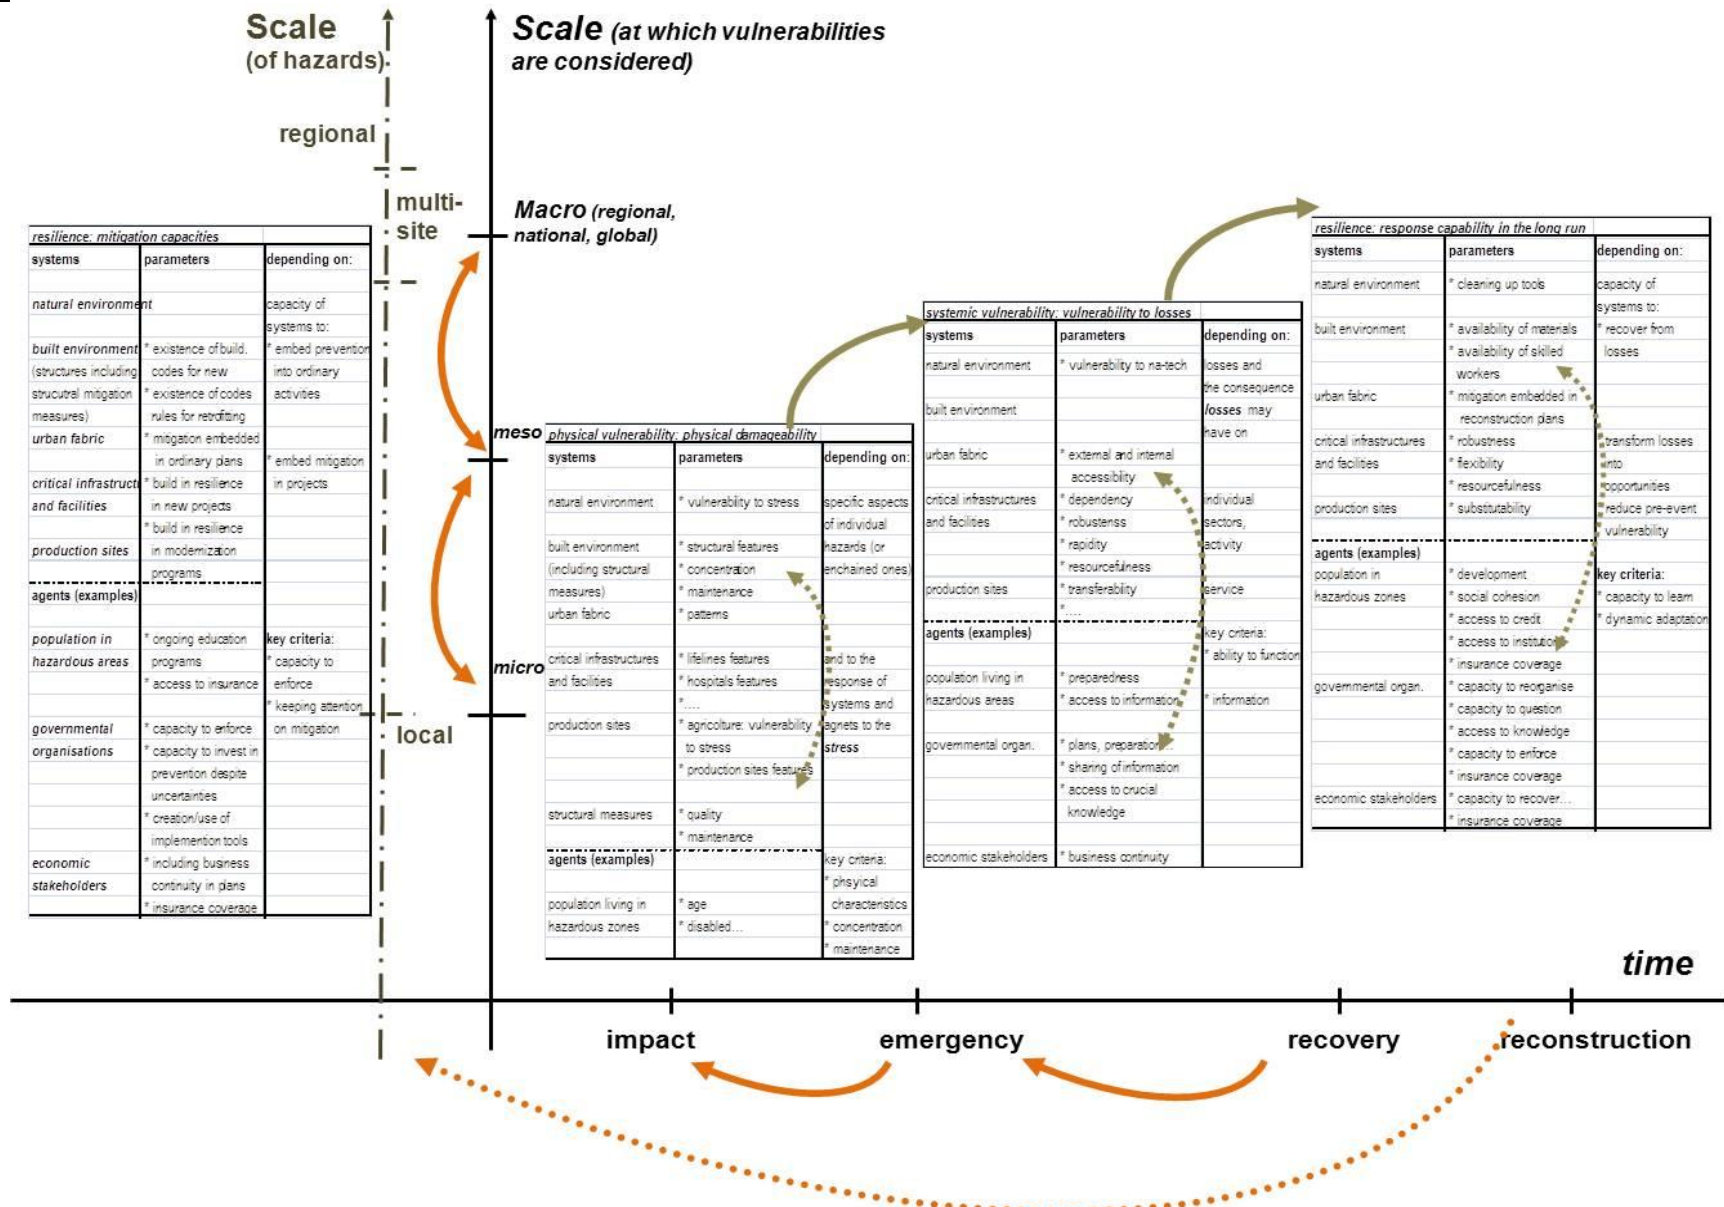 Scale
(of hazards)
Scale (at which vulnerabilities
are considered)
regional
multi-
site
local
Macro (regional,
national, global)
meso
micro
resilience: mitigation capacities
systems parameters depending on:
natural environment capacity of
systems to:
built environment * existence of build. * embed prevention
(structures including codes for new into ordinary
strucutral mitigation * existence of codes activities
measures) rules for retrofitting
urban fabric * mitigation embedded
in ordinary plans * embed mitigation
critical infrastructi * build in resilience in projects
and facilities in new projects
* build in resilience
production sites in modernization
programs
agents (examples)
population in * ongoing education key criteria:
hazardous areas programs * capacity to
* access to insurance enforce
* keeping attention
governmental * capacity to enforce on mitigation
organisations * capacity to invest in
prevention despite
uncertainties
* creation/use of
implemention tools
economic * including business
stakeholders continuity in plans
* insurance coverage
physical vulnerability: physical damageability
systems parameters depending on:
natural environment * vulnerability to stress specific aspects
of individual
built environment * structural features hazards (or
(including structural * concentration enchained ones)
measures) * maintenance
urban fabric * patterns
critical infrastructures * lifelines features and to the
and facilities * hospitals features response of
* .... systems and
production sites * agricolture: vulnerability agnets to the
to stress stress
* production sites features
structural measures * quality
* maintenance
agents (examples) key criteria:
* phsyical
population living in * age characteristics
hazardous zones * disabled... * concentration
* maintenance
systemic vulnerability: vulnerability to losses
systems parameters depending on:
natural environment * vulnerability to na-tech losses and
the consequence
built environment losses may
have on
urban fabric * external and internal
accessibility
critical infrastructures * dependency individual
and facilities * robustenss sectors,
* rapidity activity
* resourcefulness
production sites * transferability service
* ....
agents (examples) key criteria:
* ability to function
population living in * preparedness
hazardous areas * access to information * information
governmental organ. * plans, preparation...
* sharing of information
* access to crucial
knowledge
economic stakeholders * business continuity
resilience: response capability in the long run
systems parameters depending on:
natural environment * cleaning up tools capacity of
systems to:
built environment * availability of materials * recover from
* availability of skilled losses
workers
urban fabric * mitigation embedded in
reconstruction plans
critical infrastructures * robustness transform losses
and facilities * flexibility into
* resourcefulness opportunities
production sites * substitutability reduce pre-event
vulnerability
agents (examples)
population in * development key criteria:
hazardous zones * social cohesion * capacity to learn
* access to credit * dynamic adaptation
* access to institution
* insurance coverage
governmental organ. * capacity to reorganise
* capacity to question
* access to knowledge
* capacity to enforce
* insurance coverage
economic stakeholders * capacity to recover...
* insurance coverage
time
impact emergency recovery reconstruction